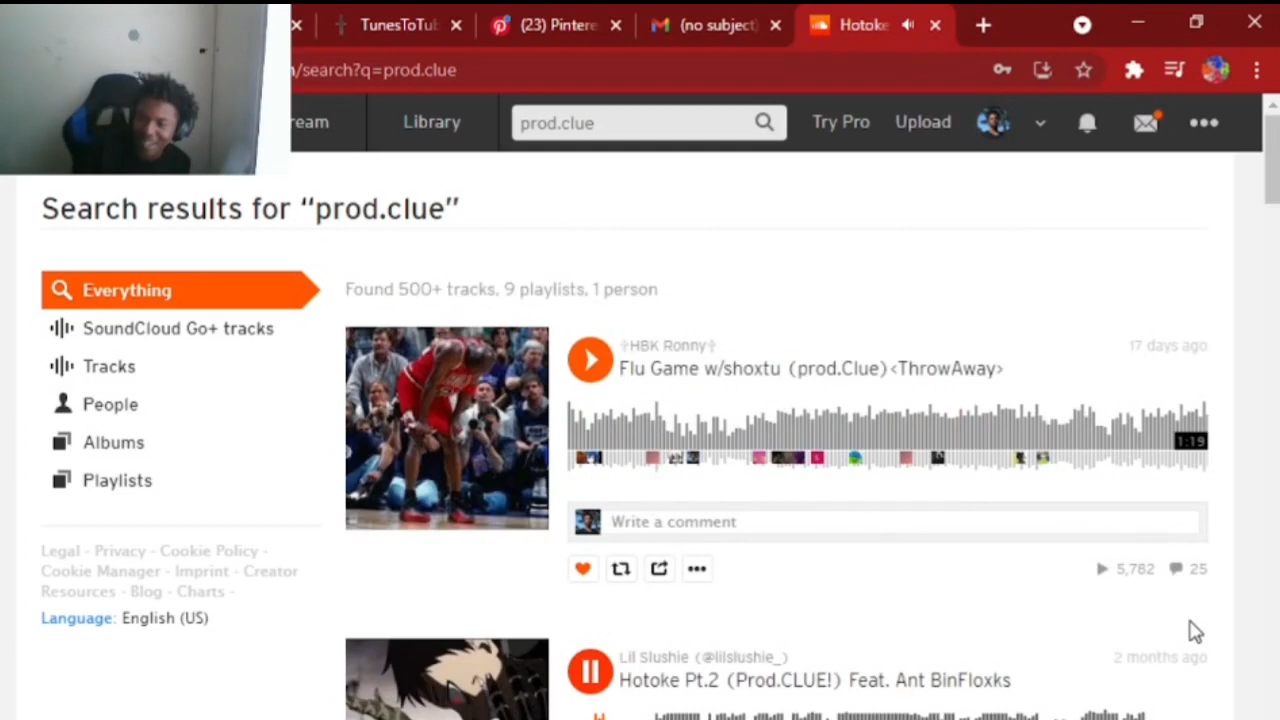 TunesToTub
(23) Pintere
(no subject)
Hotoke
/search?q=prod.clue
ream
Library
prod.clue
Try Pro
Upload
Search results for “prod.clue”
Everything
SoundCloud Go+ tracks
Tracks
People
Albums
Playlists
Legal - Privacy - Cookie Policy -
Cookie Manager - Imprint - Creator
Resources - Blog - Charts -
Language: English (US)
Found 500+ tracks, 9 playlists, 1 person
†HBK Ronny†
17 days ago
Flu Game w/shoxtu (prod.Clue)<ThrowAway>
1:19
Write a comment
5,782
25
Lil Slushie (@lilslushie_)
2 months ago
Hotoke Pt.2 (Prod.CLUE!) Feat. Ant BinFloxks